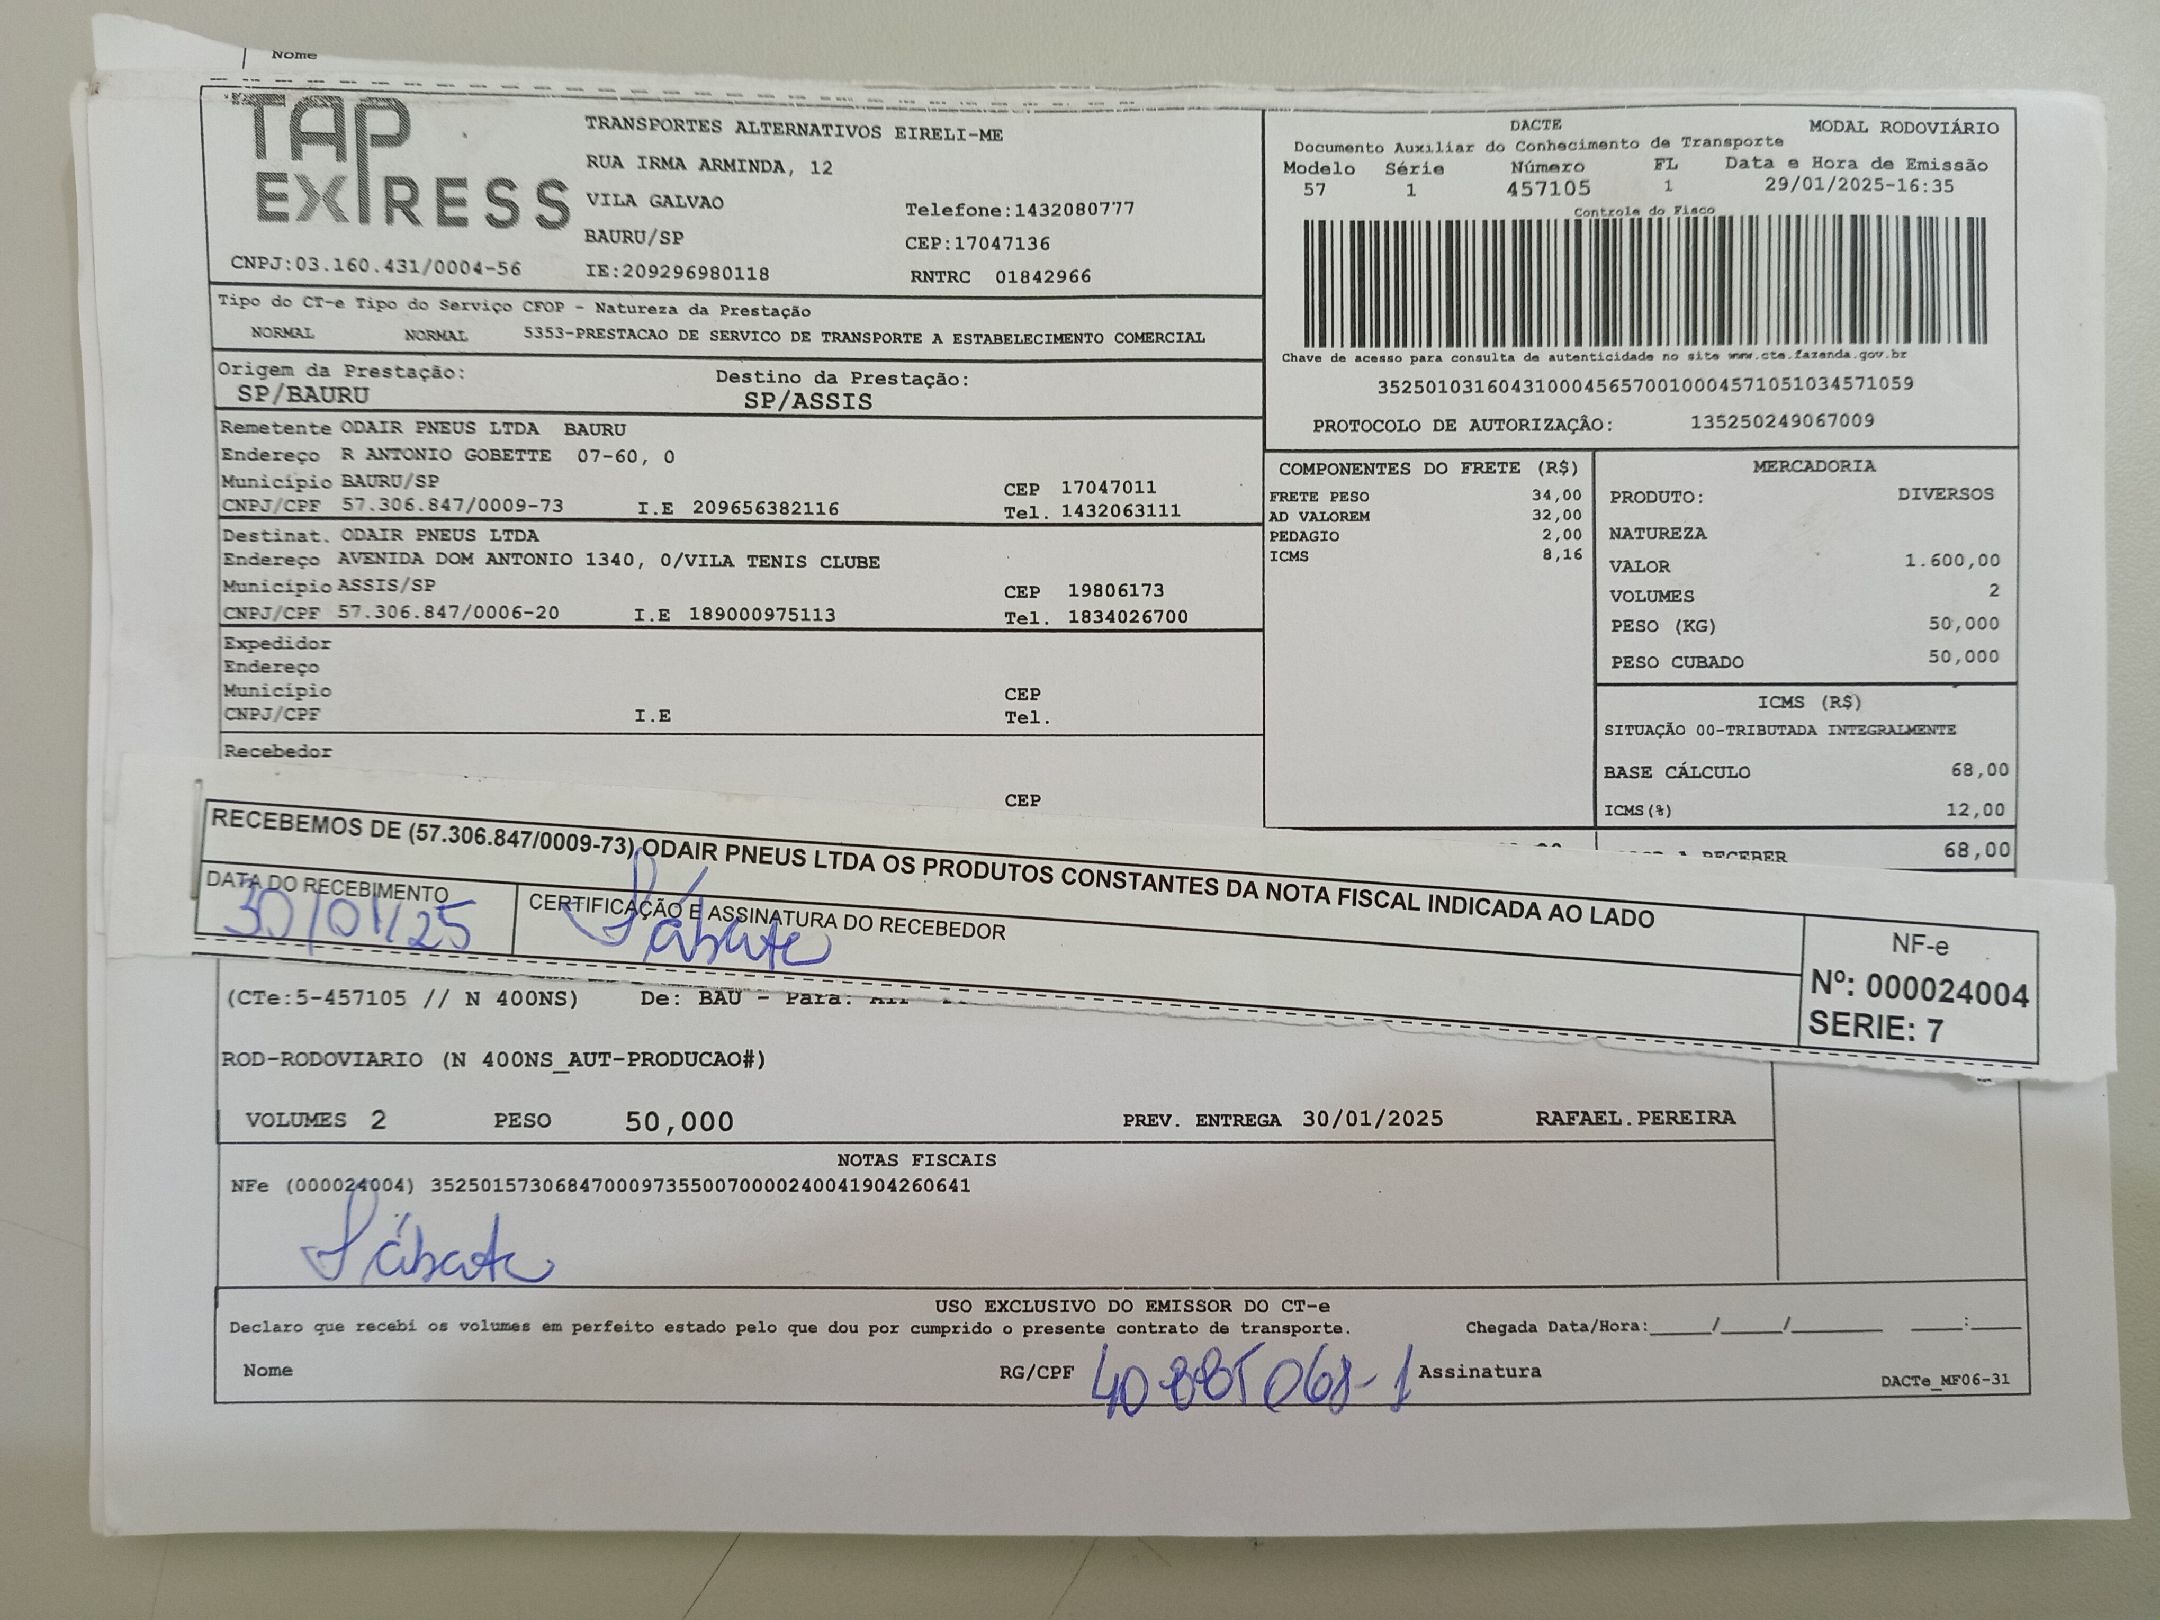 Nome
TAP EXPRESS
TRANSPORTES ALTERNATIVOS EIRELI-ME
RUA IRMA ARMINDA, 12
VILA GALVAO
Telefone:1432080777
BAURU/SP
CEP:17047136
CNPJ:03.160.431/0004-56
IE:209296980118
RNTRC 01842966
DACTE
MODAL RODOVIÁRIO
Documento Auxiliar do Conhecimento de Transporte
Modelo Série Número FL Data e Hora de Emissão
57 1 457105 1 29/01/2025-16:35
Controle do Fisco
Chave de acesso para consulta de autenticidade no site www.cte.fazenda.gov.br
35250103160431000456570010004571051034571059
PROTOCOLO DE AUTORIZAÇÂO: 135250249067009
Tipo do CT-e Tipo do Serviço CFOP - Natureza da Prestação
NORMAL NORMAL 5353-PRESTACAO DE SERVICO DE TRANSPORTE A ESTABELECIMENTO COMERCIAL
Origem da Prestação: Destino da Prestação:
SP/BAURU SP/ASSIS
Remetente ODAIR PNEUS LTDA BAURU
Endereço R ANTONIO GOBETTE 07-60, 0
Município BAURU/SP CEP 17047011
CNPJ/CPF 57.306.847/0009-73 I.E 209656382116 Tel. 1432063111
Destinat. ODAIR PNEUS LTDA
Endereço AVENIDA DOM ANTONIO 1340, 0/VILA TENIS CLUBE
Município ASSIS/SP CEP 19806173
CNPJ/CPF 57.306.847/0006-20 I.E 189000975113 Tel. 1834026700
Expedidor
Endereço
Município CEP
CNPJ/CPF I.E Tel.
Recebedor
CEP
COMPONENTES DO FRETE (R$)
FRETE PESO 34,00
AD VALOREM 32,00
PEDAGIO 2,00
ICMS 8,16
MERCADORIA
PRODUTO: DIVERSOS
NATUREZA
VALOR 1.600,00
VOLUMES 2
PESO (KG) 50,000
PESO CUBADO 50,000
ICMS (R$)
SITUAÇÃO 00-TRIBUTADA INTEGRALMENTE
BASE CÁLCULO 68,00
ICMS(%) 12,00
A RECEBER 68,00
RECEBEMOS DE (57.306.847/0009-73) ODAIR PNEUS LTDA OS PRODUTOS CONSTANTES DA NOTA FISCAL INDICADA AO LADO
DATA DO RECEBIMENTO
30/01/25
CERTIFICAÇÃO E ASSINATURA DO RECEBEDOR
NF-e
Nº: 000024004
SERIE: 7
(CTe:5-457105 // N 400NS) De: BAU - Para:
ROD-RODOVIARIO (N 400NS_AUT-PRODUCAO#)
VOLUMES 2 PESO 50,000 PREV. ENTREGA 30/01/2025 RAFAEL.PEREIRA
NOTAS FISCAIS
NFe (000024004) 35250157306847000973550070000240041904260641
USO EXCLUSIVO DO EMISSOR DO CT-e
Declaro que recebi os volumes em perfeito estado pelo que dou por cumprido o presente contrato de transporte. Chegada Data/Hora:_____/_____/________ _____:_____
Nome RG/CPF 40885068-1 Assinatura
DACTe_MF06-31